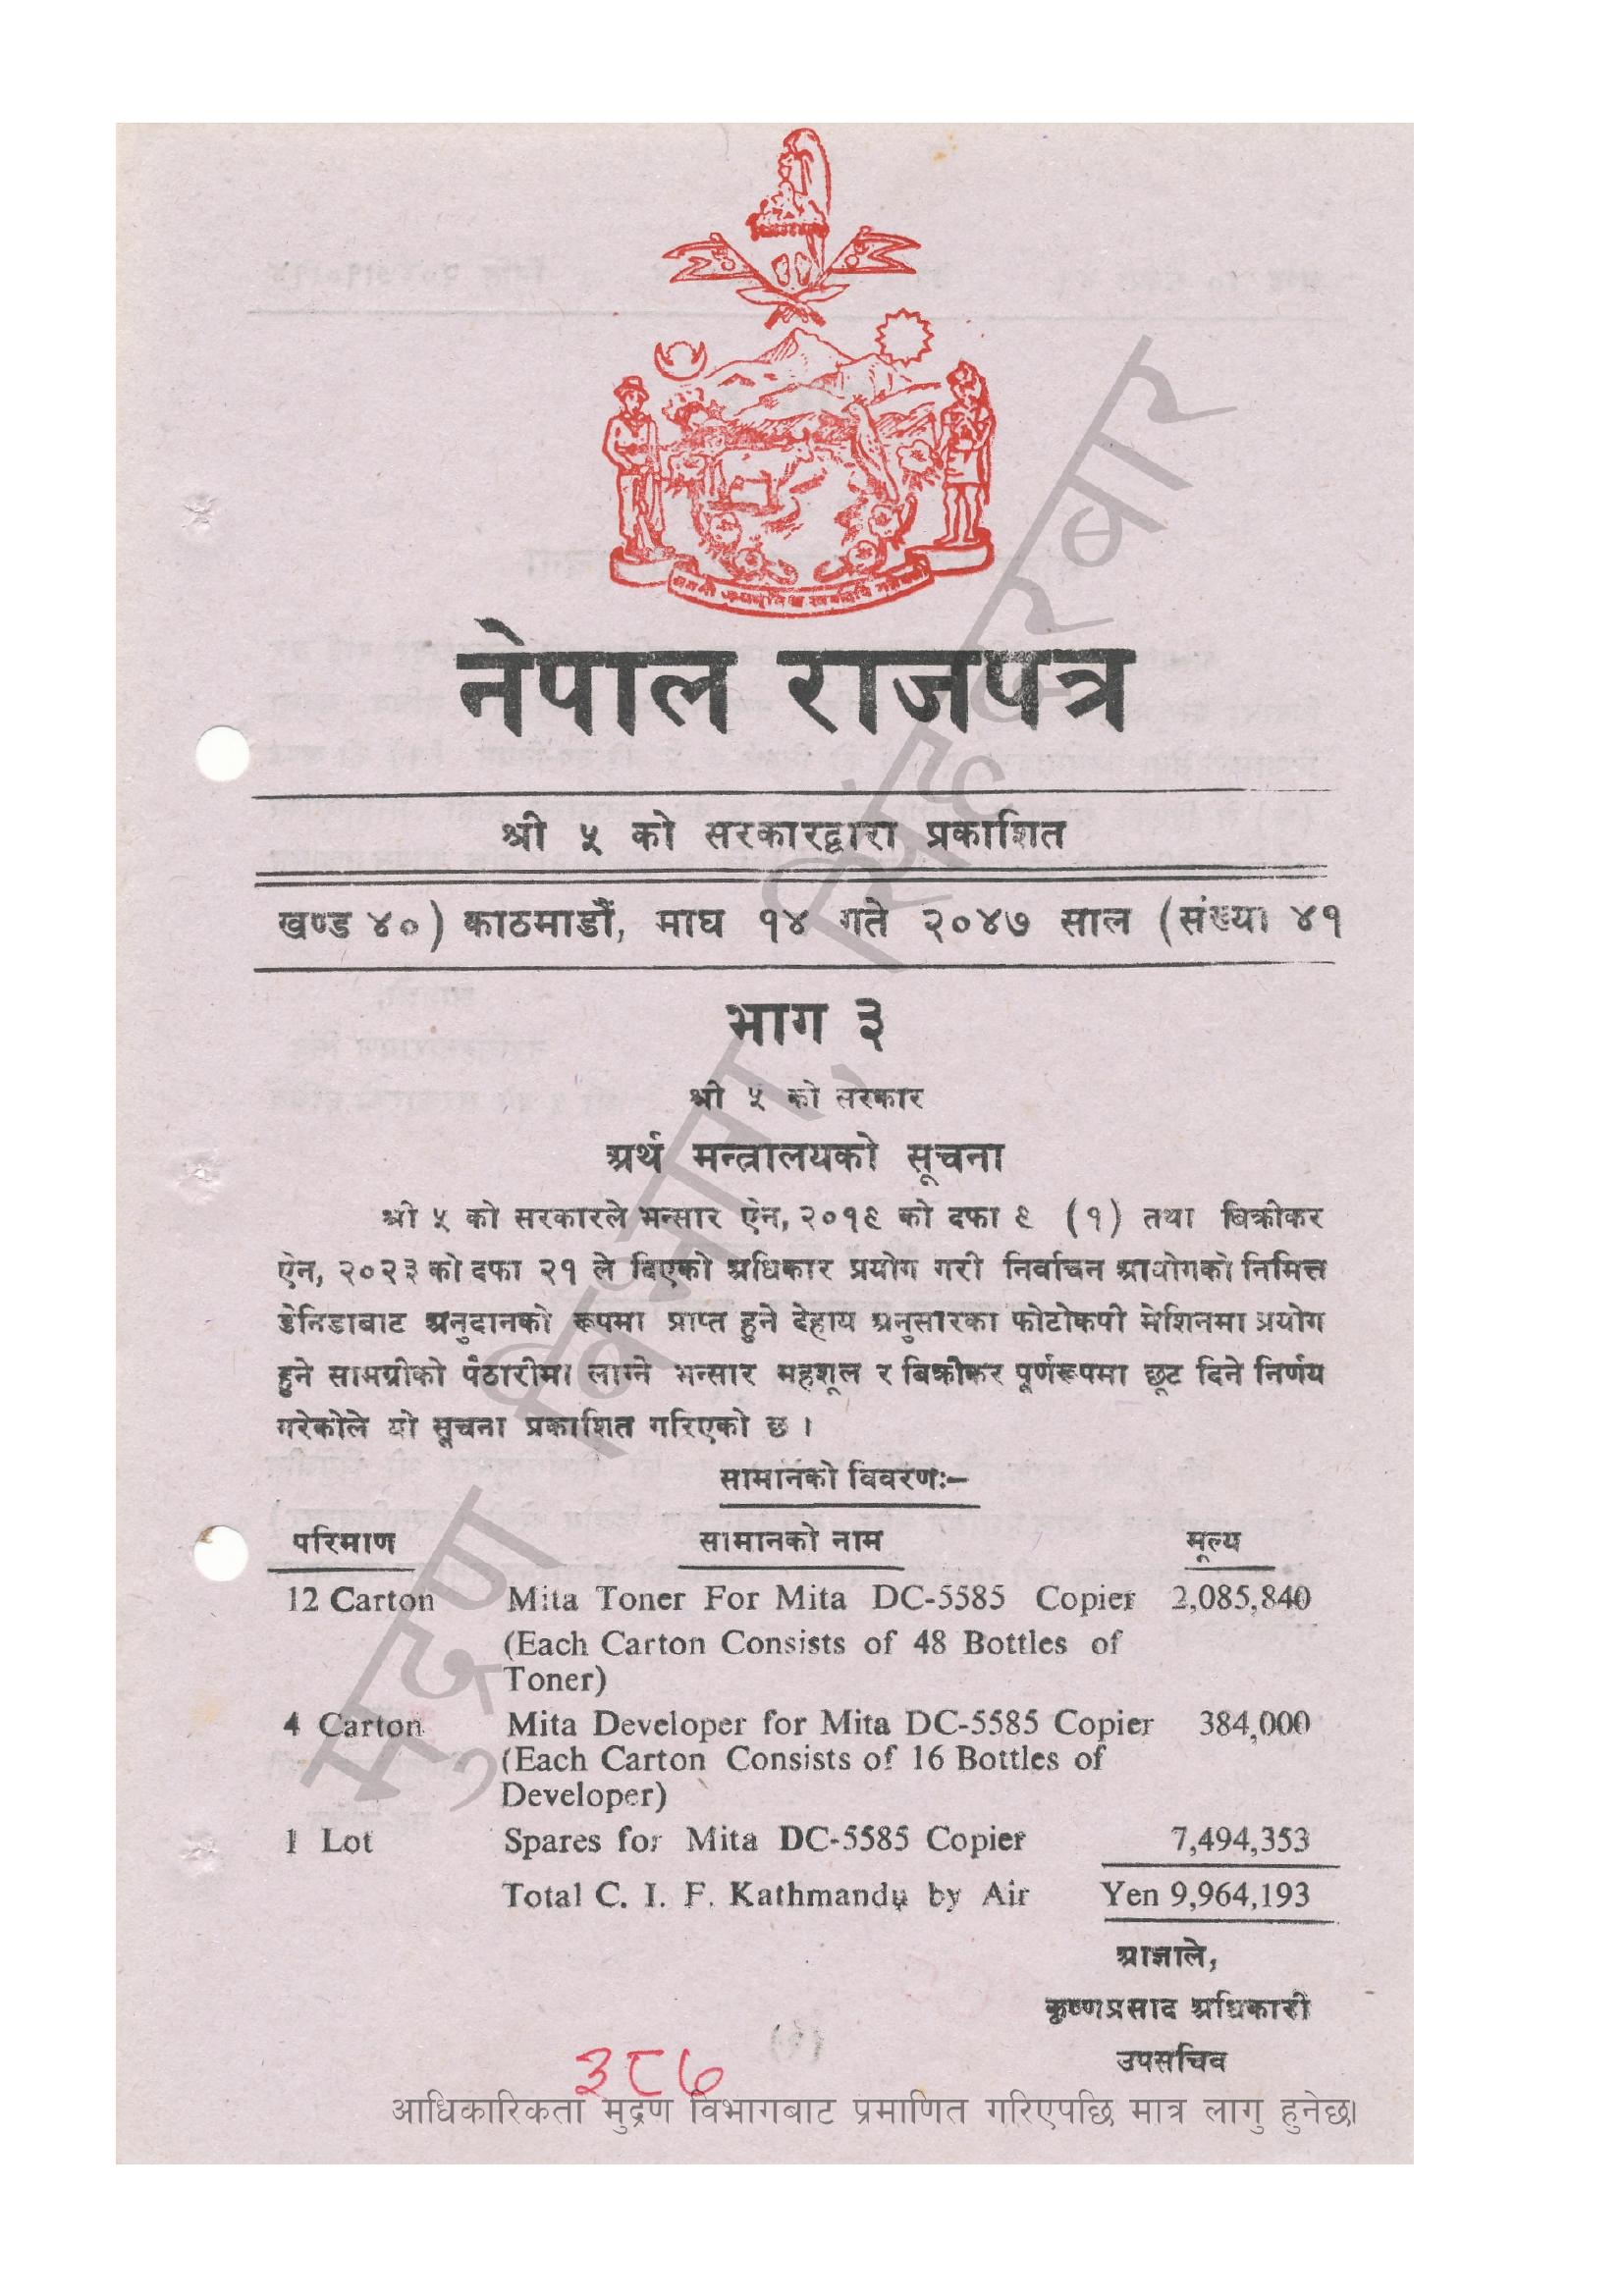 नेपाल राजपत्र
श्री ५ को सरकारद्वारा प्रकाशित
खण्ड ४०) काठमाडौं, माघ १४ गते २०४७ साल (संख्या ४१
भाग ३
श्री ५ को सरकार
अर्थ मन्त्रालयको सूचना
श्री ५ को सरकारले भन्सार ऐन, २०१९ को दफा ९ (१) तथा बिक्रीकर
ऐन, २०२३ को दफा २१ ले दिएको अधिकार प्रयोग गरी निर्वाचन आयोगको निमित्त
डेनिडाबाट अनुदानको रूपमा प्राप्त हुने देहाय अनुसारका फोटोकपी मेशिनमा प्रयोग
हुने सामग्रीको पैठारीमा लाग्ने भन्सार महशूल र बिक्रीकर पूर्णरूपमा छूट दिने निर्णय
गरेकोले यो सूचना प्रकाशित गरिएको छ ।
सामानको विवरणः–
परिमाण सामानको नाम मूल्य
12 Carton Mita Toner For Mita DC-5585 Copier 2,085,840
(Each Carton Consists of 48 Bottles of
Toner)
4 Carton Mita Developer for Mita DC-5585 Copier 384,000
(Each Carton Consists of 16 Bottles of
Developer)
1 Lot Spares for Mita DC-5585 Copier 7,494,353
Total C. I. F. Kathmandu by Air Yen 9,964,193
आज्ञाले,
कृष्णप्रसाद अधिकारी
उपसचिव
३८७
आधिकारिकता मुद्रण विभागबाट प्रमाणित गरिएपछि मात्र लागु हुनेछ।
मुद्रण विभाग, सिंहदरबार